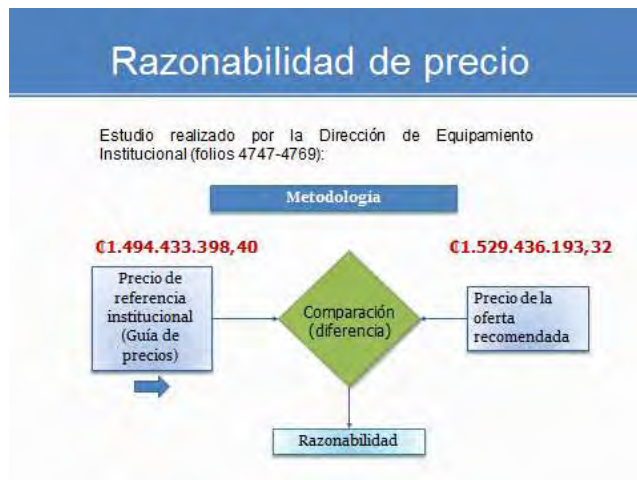 Razonabilidad de precio
Estudio realizado por la Dirección de Equipamiento
Institucional (folios 4747-4769):
Metodología
₡1.494.433.398,40
₡1.529.436.193,32
Precio de
referencia
institucional
(Guía de
precios)
Comparación
(diferencia)
Precio de la
oferta
recomendada
Razonabilidad